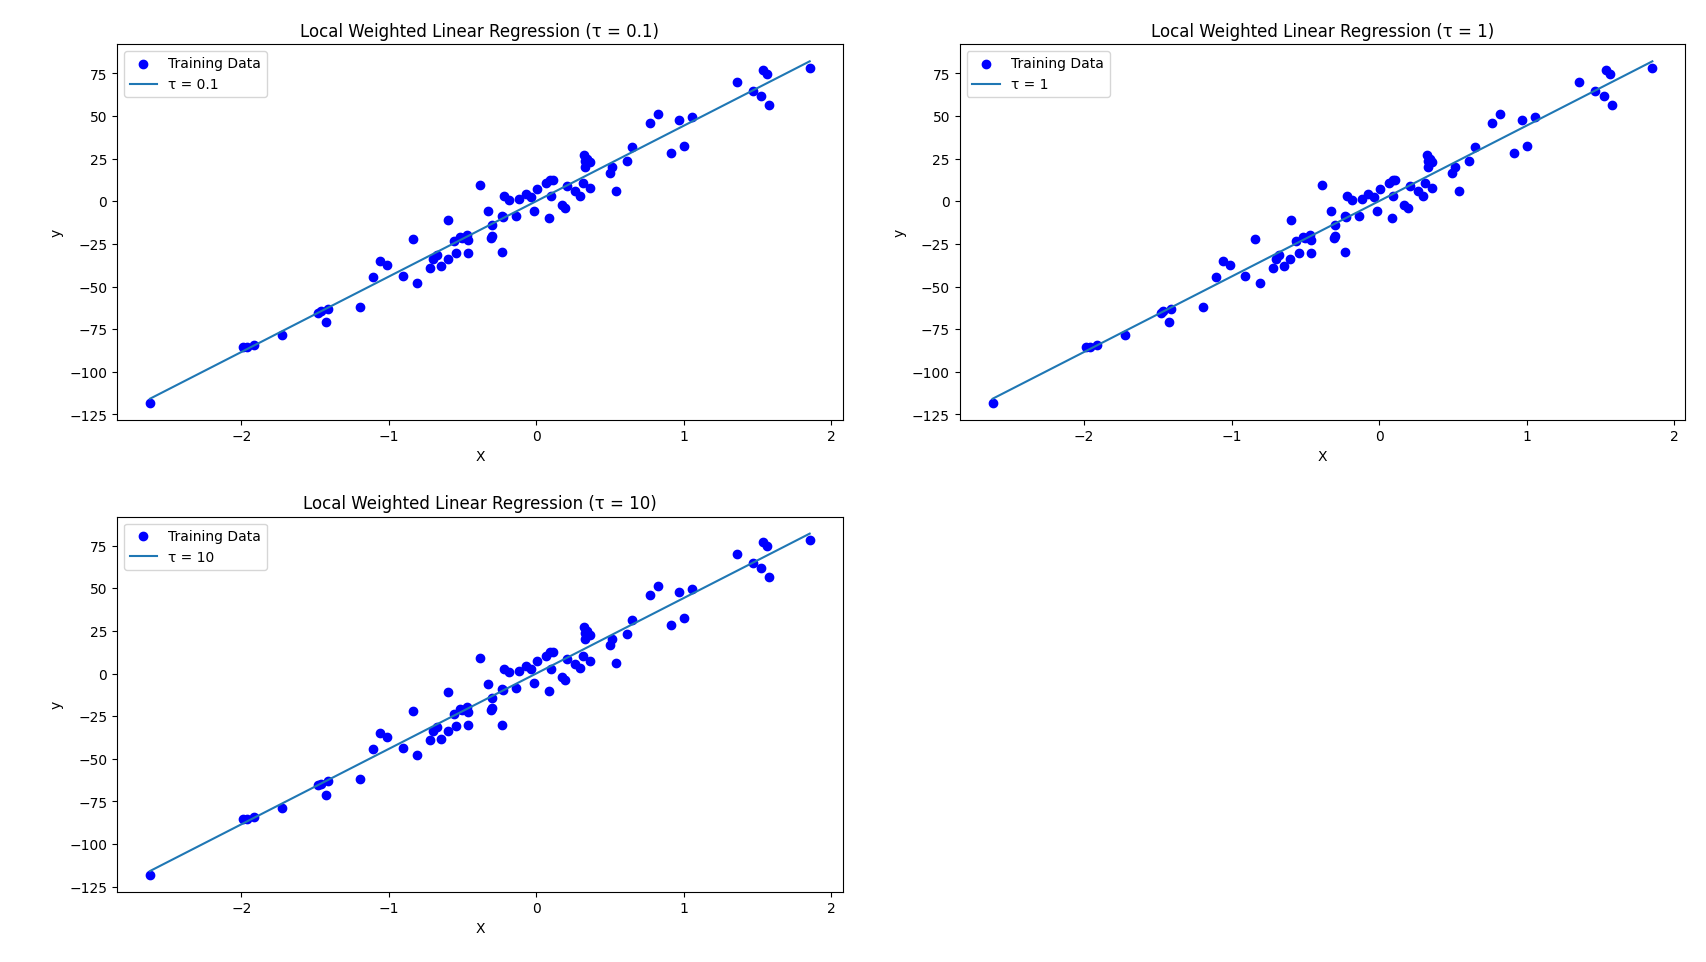 Local Weighted Linear Regression (τ = 0.1)
Training Data
τ = 0.1
75
50
25
0
−25
−50
−75
−100
−125
y
−2 −1 0 1 2
X
Local Weighted Linear Regression (τ = 1)
Training Data
τ = 1
75
50
25
0
−25
−50
−75
−100
−125
y
−2 −1 0 1 2
X
Local Weighted Linear Regression (τ = 10)
Training Data
τ = 10
75
50
25
0
−25
−50
−75
−100
−125
y
−2 −1 0 1 2
X